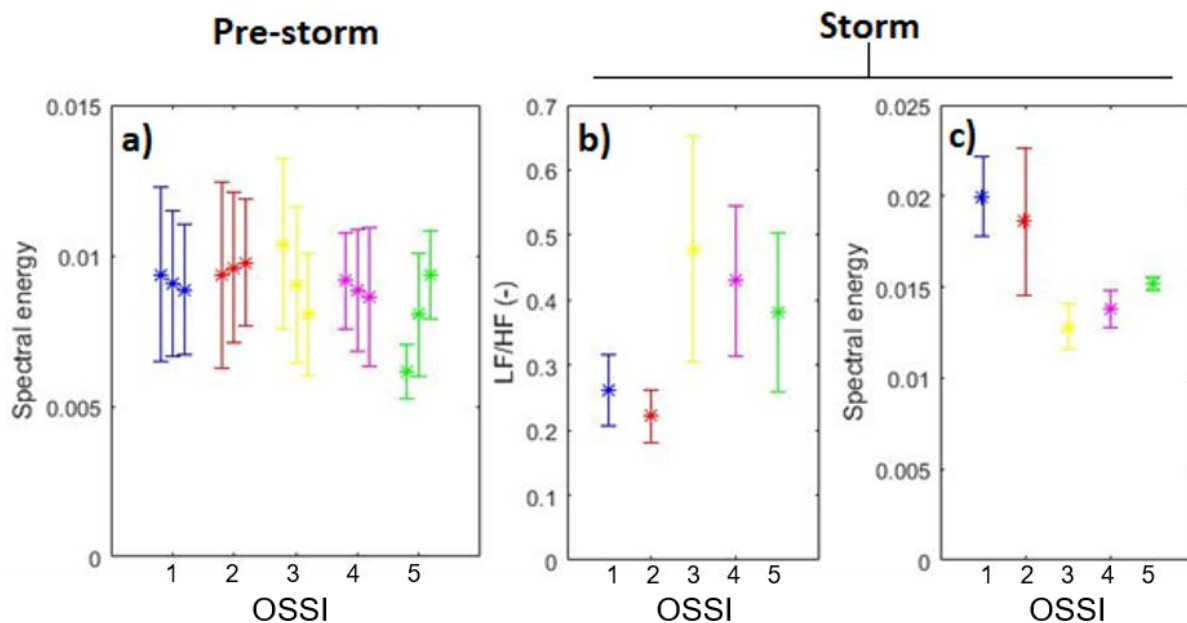 Pre-storm
Storm
a)
0.015
0.01
0.005
0
Spectral energy
1 2 3 4 5
OSSI
b)
0.7
0.6
0.5
0.4
0.3
0.2
0.1
0
LF/HF (-)
1 2 3 4 5
OSSI
c)
0.025
0.02
0.015
0.01
0.005
0
Spectral energy
1 2 3 4 5
OSSI